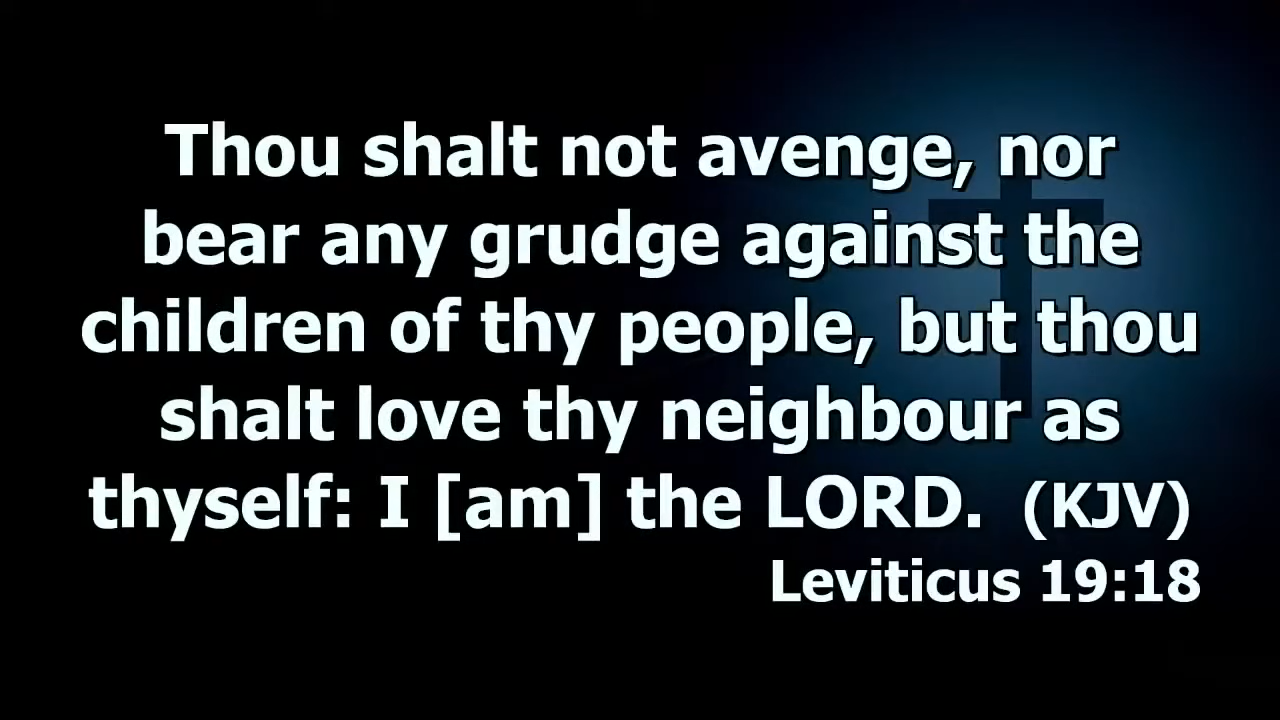 Thou shalt not avenge, nor
bear any grudge against the
children of thy people, but thou
shalt love thy neighbour as
thyself: I [am] the LORD. (KJV)
Leviticus 19:18